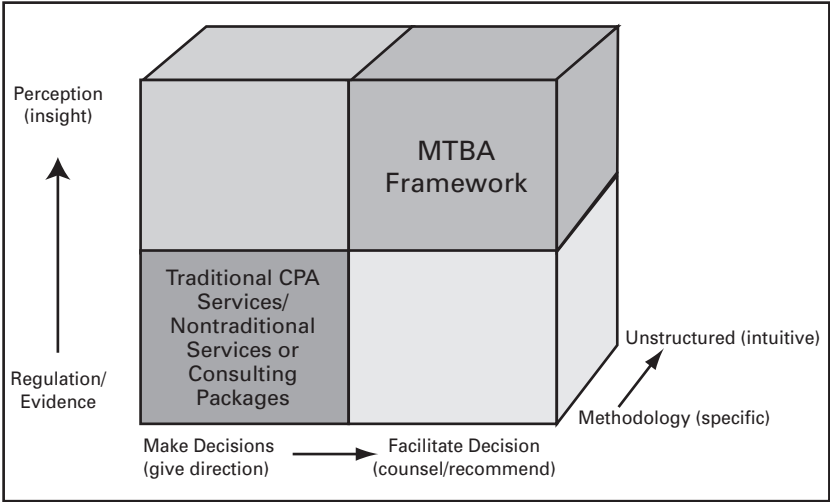 Perception
(insight)
MTBA
Framework
Traditional CPA
Services/
Nontraditional
Services or
Consulting
Packages
Regulation/
Evidence
Unstructured (intuitive)
Methodology (specific)
Make Decisions
(give direction)
Facilitate Decision
(counsel/recommend)